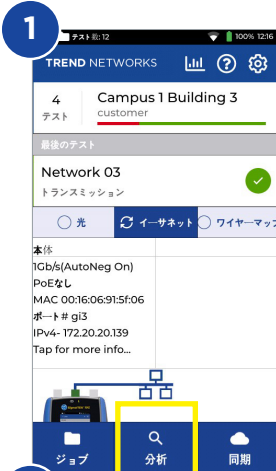 1
テスト数: 12 100% 12:16
TREND NETWORKS
4 Campus 1 Building 3
テスト customer
最後のテスト
Network 03
トランスミッション
光 イーサネット ワイヤーマップ
本体
1Gb/s(AutoNeg On)
PoEなし
MAC 00:16:06:91:5f:06
ポート# gi3
IPv4- 172.20.20.139
Tap for more info...
ジョブ 分析 同期